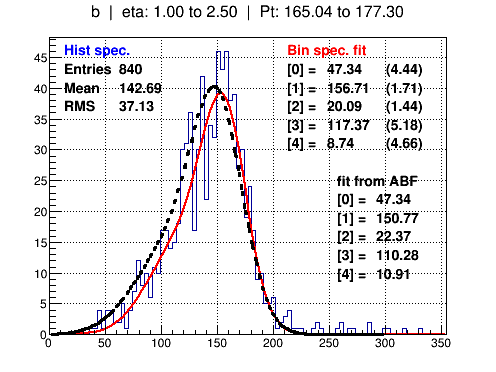 b | eta: 1.00 to 2.50 | Pt: 165.04 to 177.30
Hist spec.
Entries 840
Mean 142.69
RMS 37.13
Bin spec. fit
[0] = 47.34 (4.44)
[1] = 156.71 (1.71)
[2] = 20.09 (1.44)
[3] = 117.37 (5.18)
[4] = 8.74 (4.66)
fit from ABF
[0] = 47.34
[1] = 150.77
[2] = 22.37
[3] = 110.28
[4] = 10.91
45
40
35
30
25
20
15
10
5
0
0 50 100 150 200 250 300 350